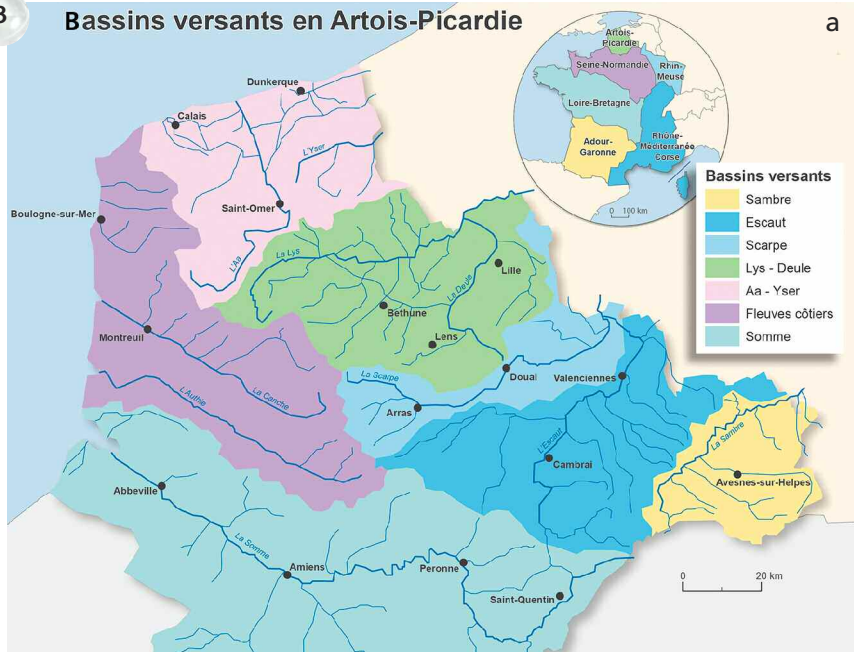 B
Bassins versants en Artois-Picardie
a
Artois-
Picardie
Seine-Normandie
Rhin-
Meuse
Loire-Bretagne
Adour-
Garonne
Rhône-
Méditerranée
Corse
0 100 km
Bassins versants
Sambre
Escaut
Scarpe
Lys - Deule
Aa - Yser
Fleuves côtiers
Somme
Dunkerque
Calais
L'Yser
Saint-Omer
Boulogne-sur-Mer
L'Aa
La Lys
Lille
La Deule
Béthune
Lens
Montreuil
La Scarpe
Douai
Valenciennes
L'Authie
La Canche
Arras
L'Escaut
La Sambre
Cambrai
Avesnes-sur-Helpes
Abbeville
La Somme
Amiens
Peronne
Saint-Quentin
0 20 km